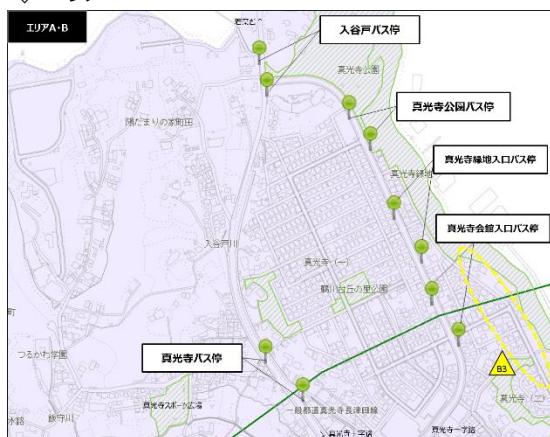 エリアA・B
入谷戸バス停
真光寺公園
陽だまりの家町田
真光寺公園バス停
真光寺緑地入口バス停
真光寺緑地
真光寺会館入口バス停
入谷戸川
真光寺(一)
鶴川台丘の里公園
町
つるかわ学園
真光寺バス停
B3
真光寺(二)
真光寺スポーツ広場
一般都道真光寺長津田線
水路
真光寺十字路